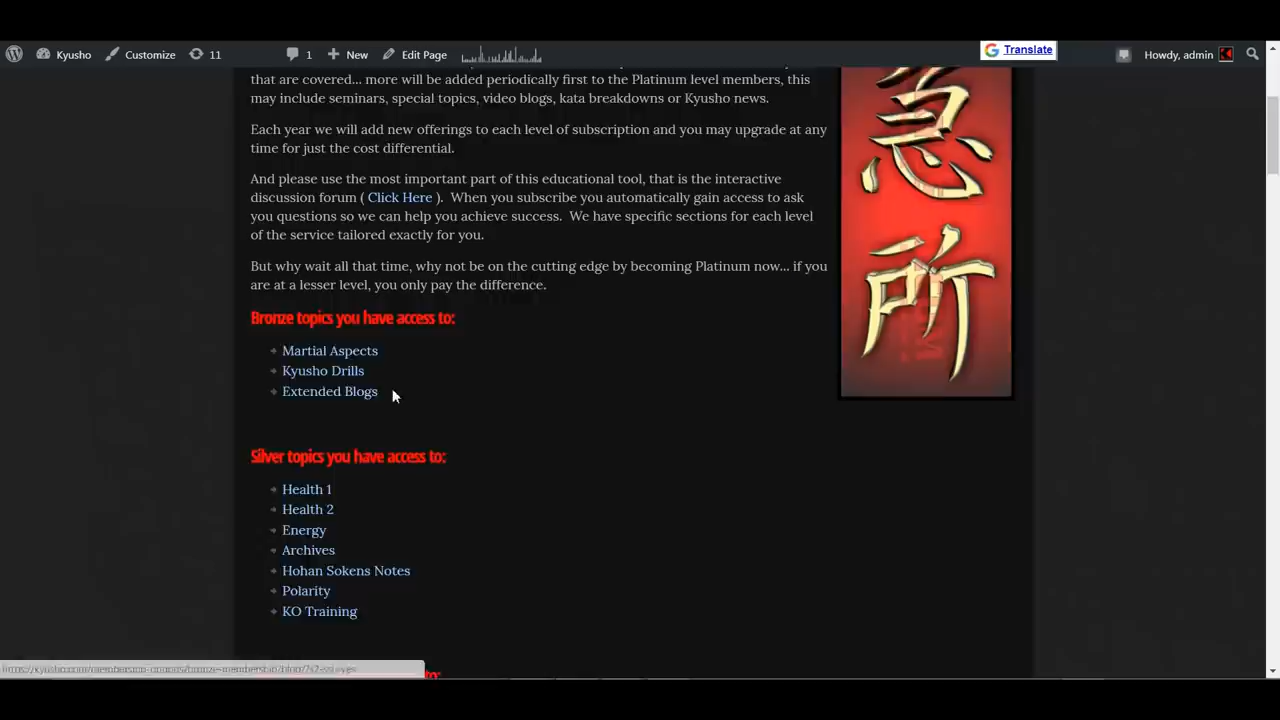 Kyusho Customize 11 1 New Edit Page Translate Howdy, admin
that are covered... more will be added periodically first to the Platinum level members, this
may include seminars, special topics, video blogs, kata breakdowns or Kyusho news.
Each year we will add new offerings to each level of subscription and you may upgrade at any
time for just the cost differential.
And please use the most important part of this educational tool, that is the interactive
discussion forum ( Click Here ).  When you subscribe you automatically gain access to ask
you questions so we can help you achieve success.  We have specific sections for each level
of the service tailored exactly for you.
But why wait all that time, why not be on the cutting edge by becoming Platinum now... if you
are at a lesser level, you only pay the difference.
急所
Bronze topics you have access to:
Martial Aspects
Kyusho Drills
Extended Blogs
Silver topics you have access to:
Health 1
Health 2
Energy
Archives
Hohan Sokens Notes
Polarity
KO Training
to: